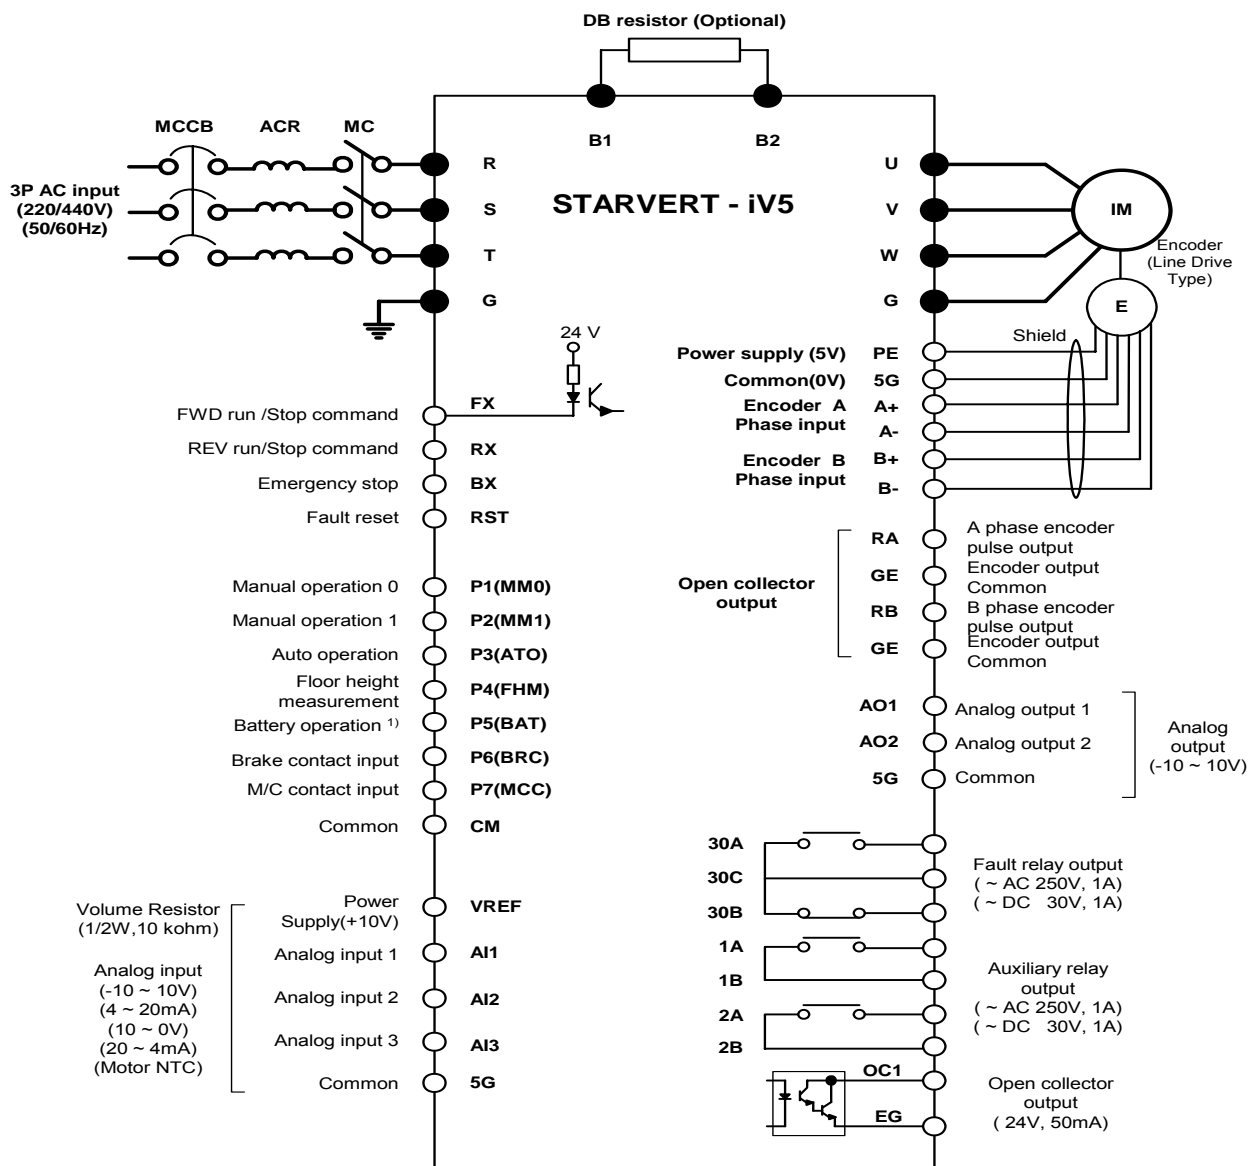 DB resistor (Optional)
B1
B2
MCCB
ACR
MC
3P AC input
(220/440V)
(50/60Hz)
R
S
T
G
STARVERT - iV5
U
V
W
G
IM
Encoder
(Line Drive
Type)
E
Shield
24 V
FWD run /Stop command
FX
REV run/Stop command
RX
Emergency stop
BX
Fault reset
RST
Manual operation 0
P1(MM0)
Manual operation 1
P2(MM1)
Auto operation
P3(ATO)
Floor height
measurement
P4(FHM)
Battery operation 1)
P5(BAT)
Brake contact input
P6(BRC)
M/C contact input
P7(MCC)
Common
CM
Volume Resistor
(1/2W,10 kohm)
Analog input
(-10 ~ 10V)
(4 ~ 20mA)
(10 ~ 0V)
(20 ~ 4mA)
(Motor NTC)
Power
Supply(+10V)
VREF
Analog input 1
AI1
Analog input 2
AI2
Analog input 3
AI3
Common
5G
Power supply (5V)
PE
Common(0V)
5G
Encoder A
Phase input
A+
A-
Encoder B
Phase input
B+
B-
Open collector
output
RA
A phase encoder
pulse output
GE
Encoder output
Common
RB
B phase encoder
pulse output
GE
Encoder output
Common
AO1
Analog output 1
AO2
Analog output 2
5G
Common
Analog
output
(-10 ~ 10V)
30A
30C
30B
Fault relay output
( ~ AC 250V, 1A)
( ~ DC 30V, 1A)
1A
1B
2A
2B
Auxiliary relay
output
( ~ AC 250V, 1A)
( ~ DC 30V, 1A)
OC1
EG
Open collector
output
( 24V, 50mA)